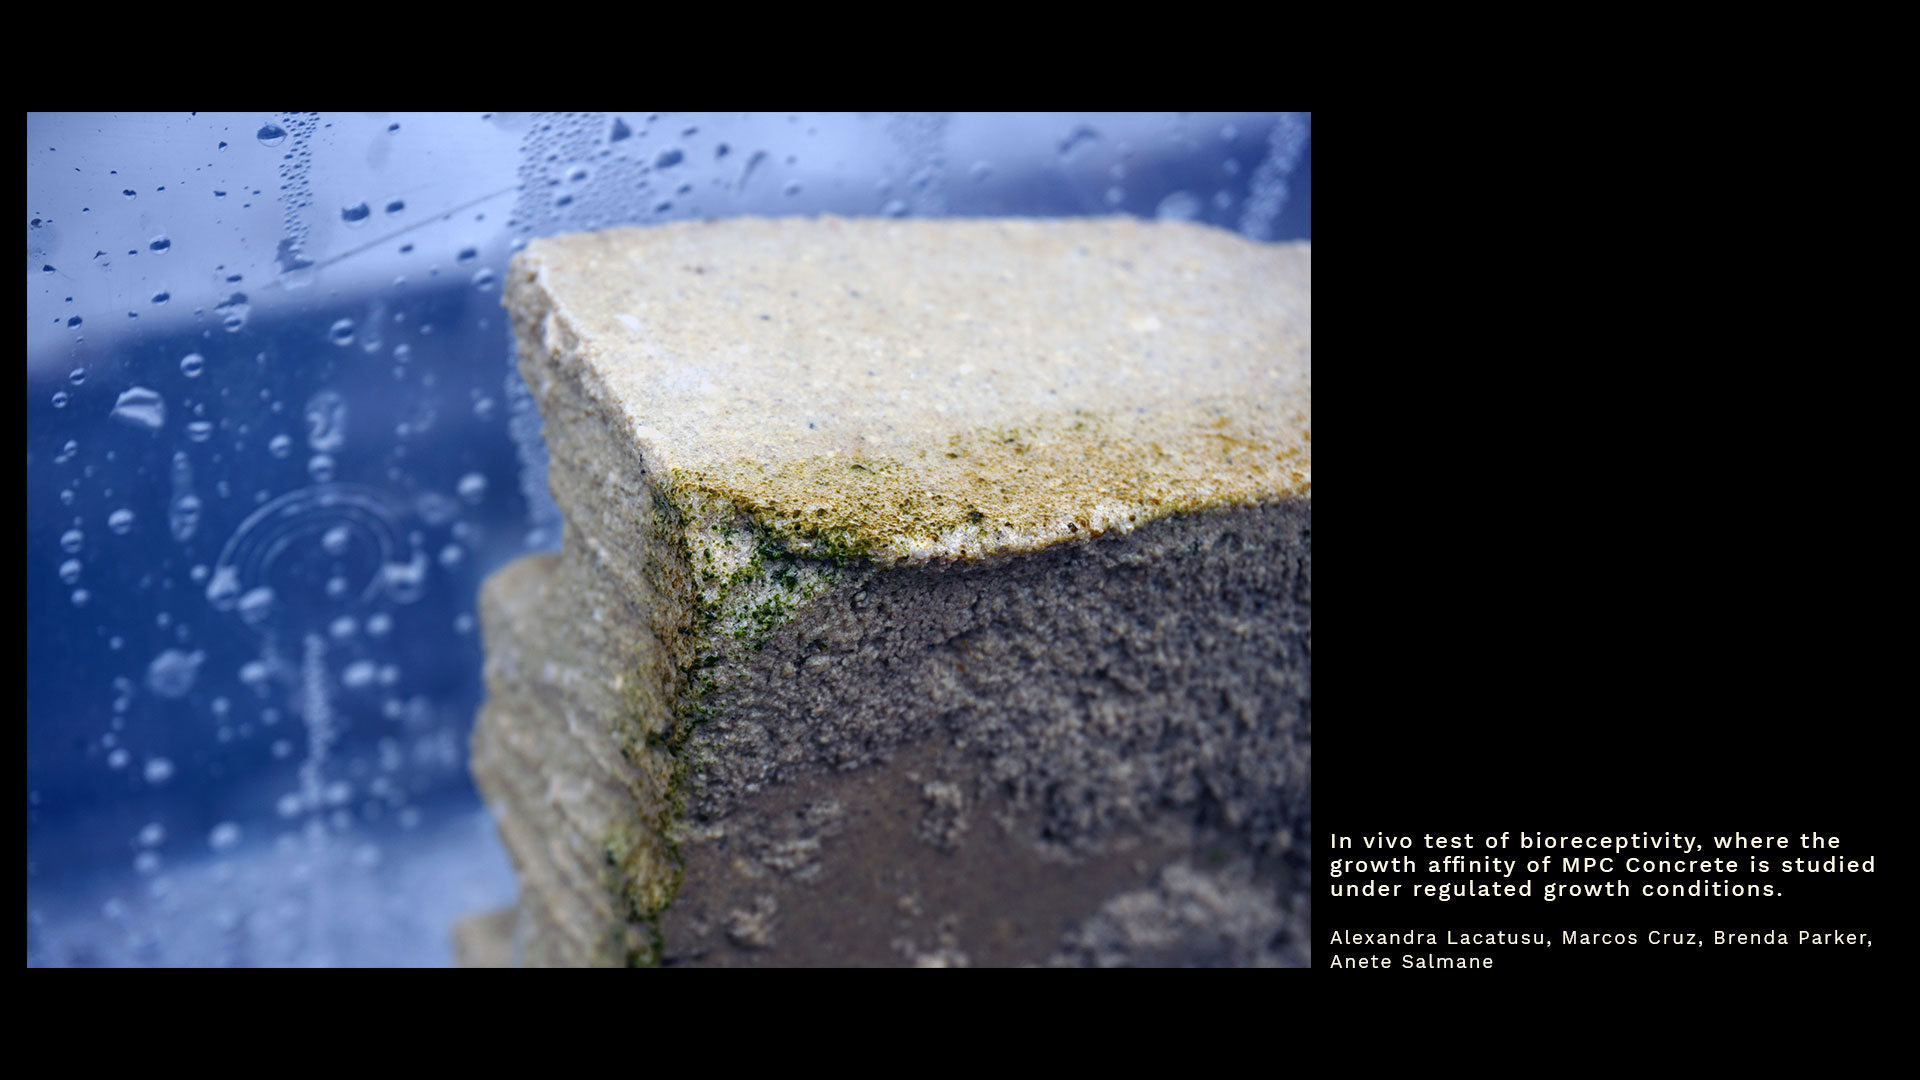 In vivo test of bioreceptivity, where the
growth affinity of MPC Concrete is studied
under regulated growth conditions.
Alexandra Lacatusu, Marcos Cruz, Brenda Parker,
Anete Salmane